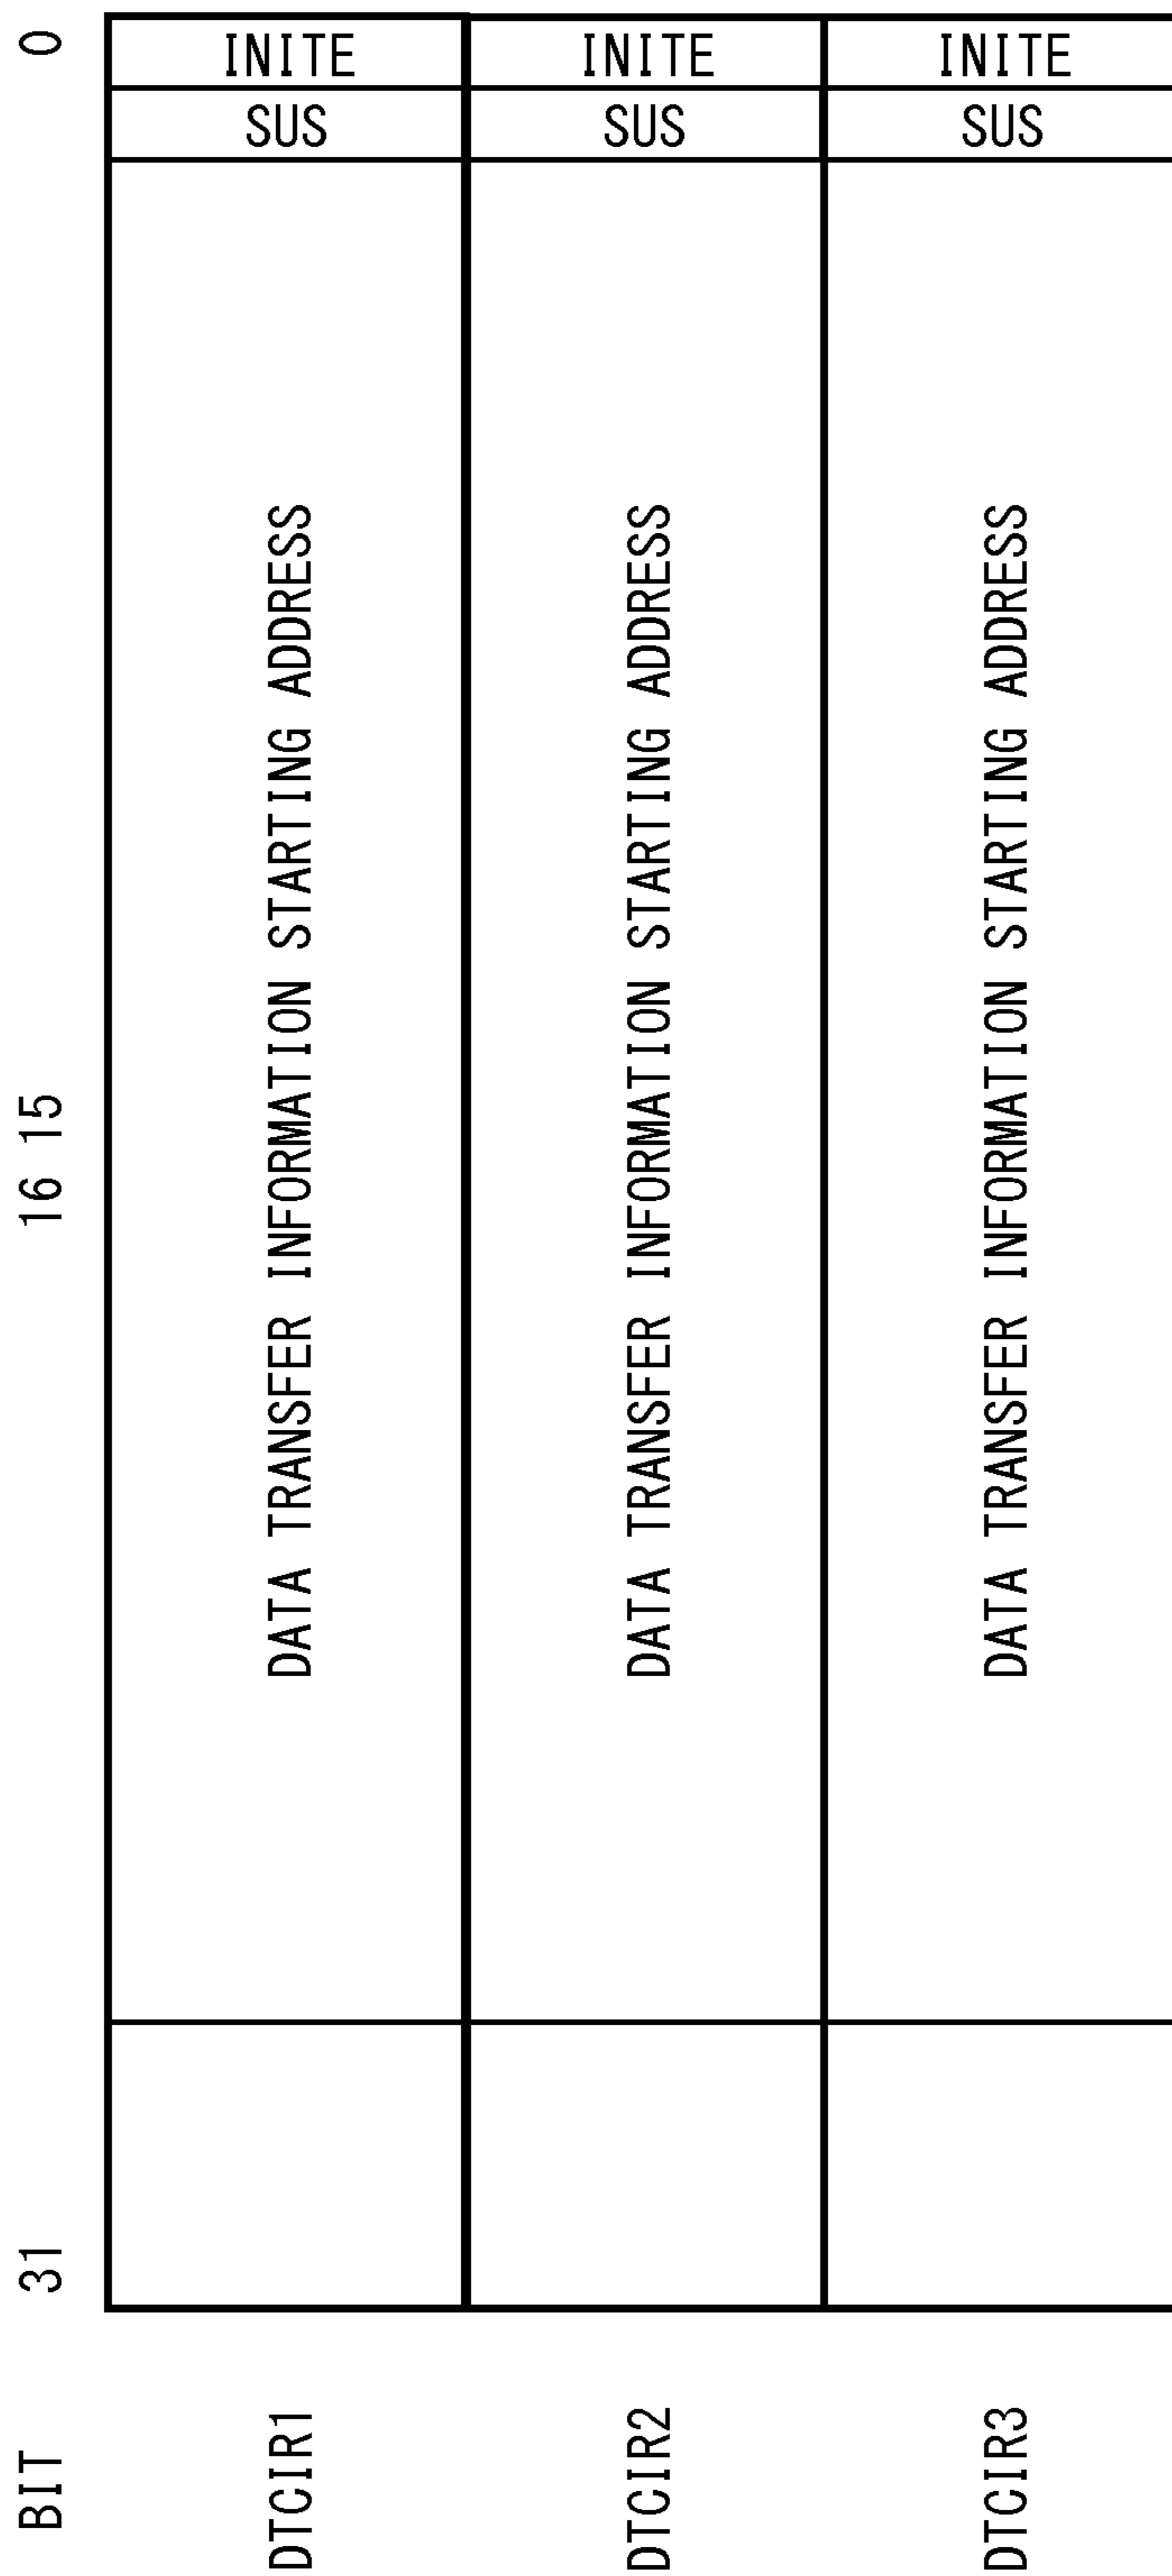 BIT 31 16 15 0
DTCIR1 DATA TRANSFER INFORMATION STARTING ADDRESS SUS INITE
DTCIR2 DATA TRANSFER INFORMATION STARTING ADDRESS SUS INITE
DTCIR3 DATA TRANSFER INFORMATION STARTING ADDRESS SUS INITE